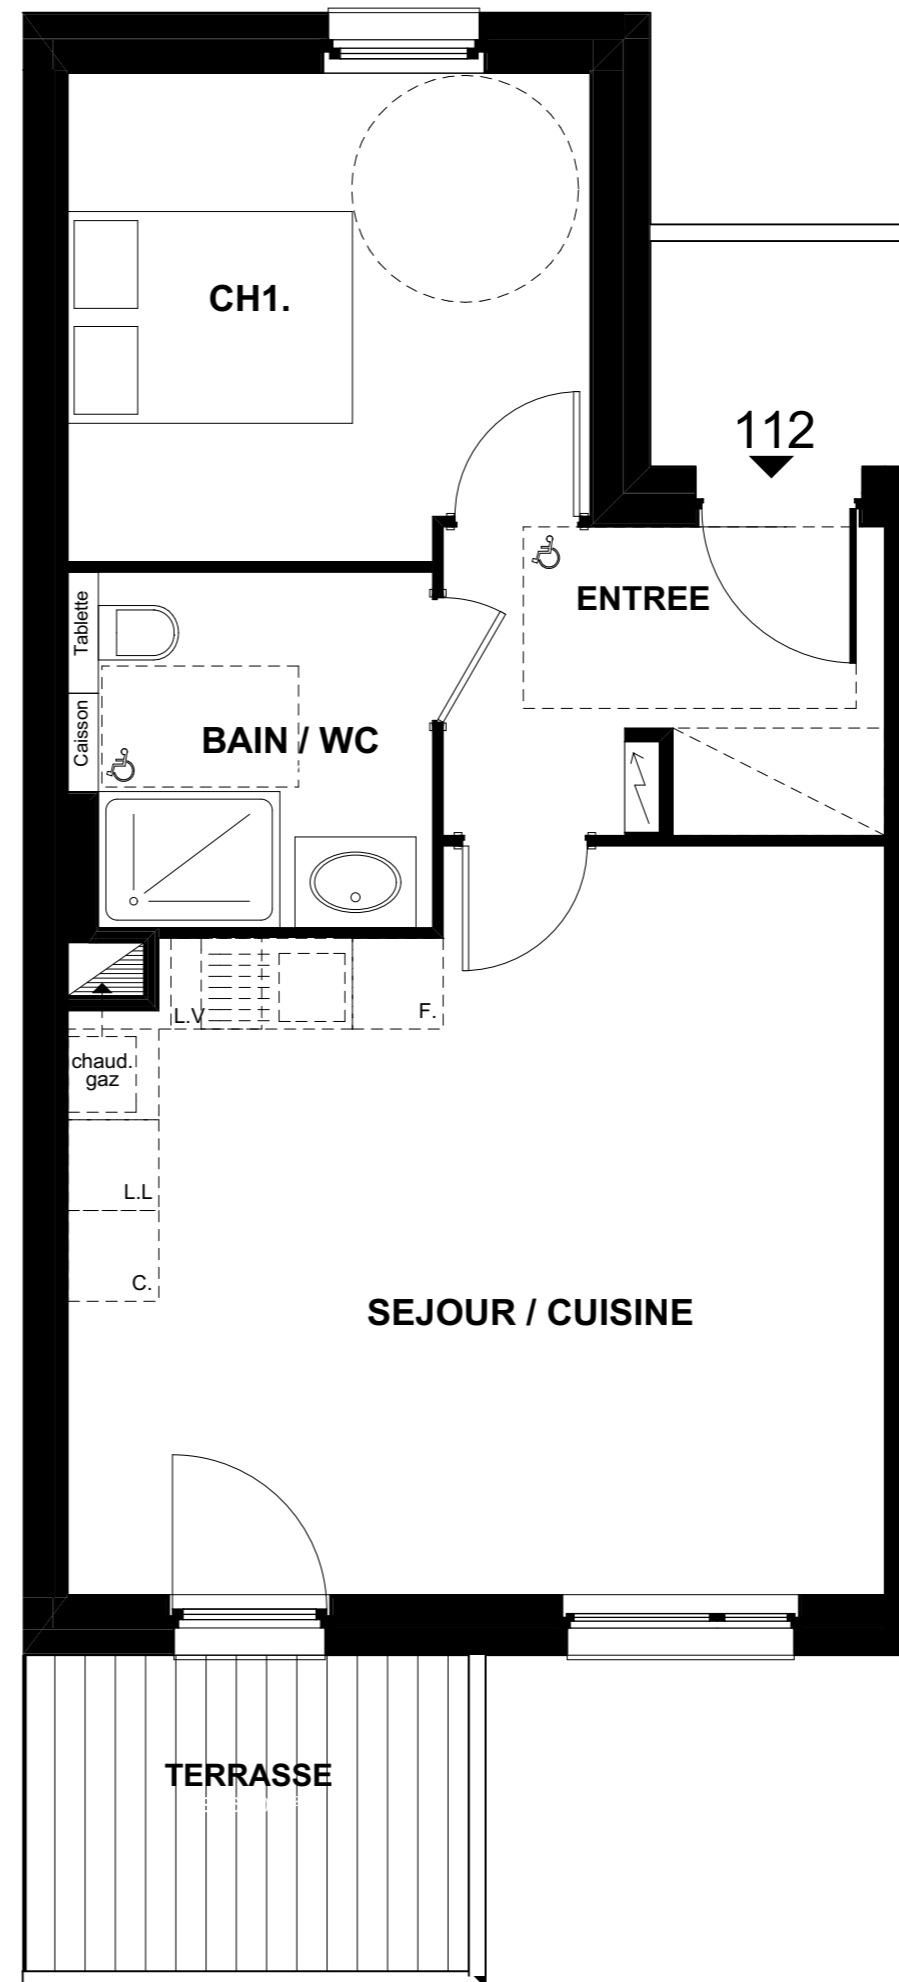 CH1.
112
ENTREE
Tablette
BAIN / WC
Caisson
L.V
F.
chaud.
gaz
L.L
C.
SEJOUR / CUISINE
TERRASSE